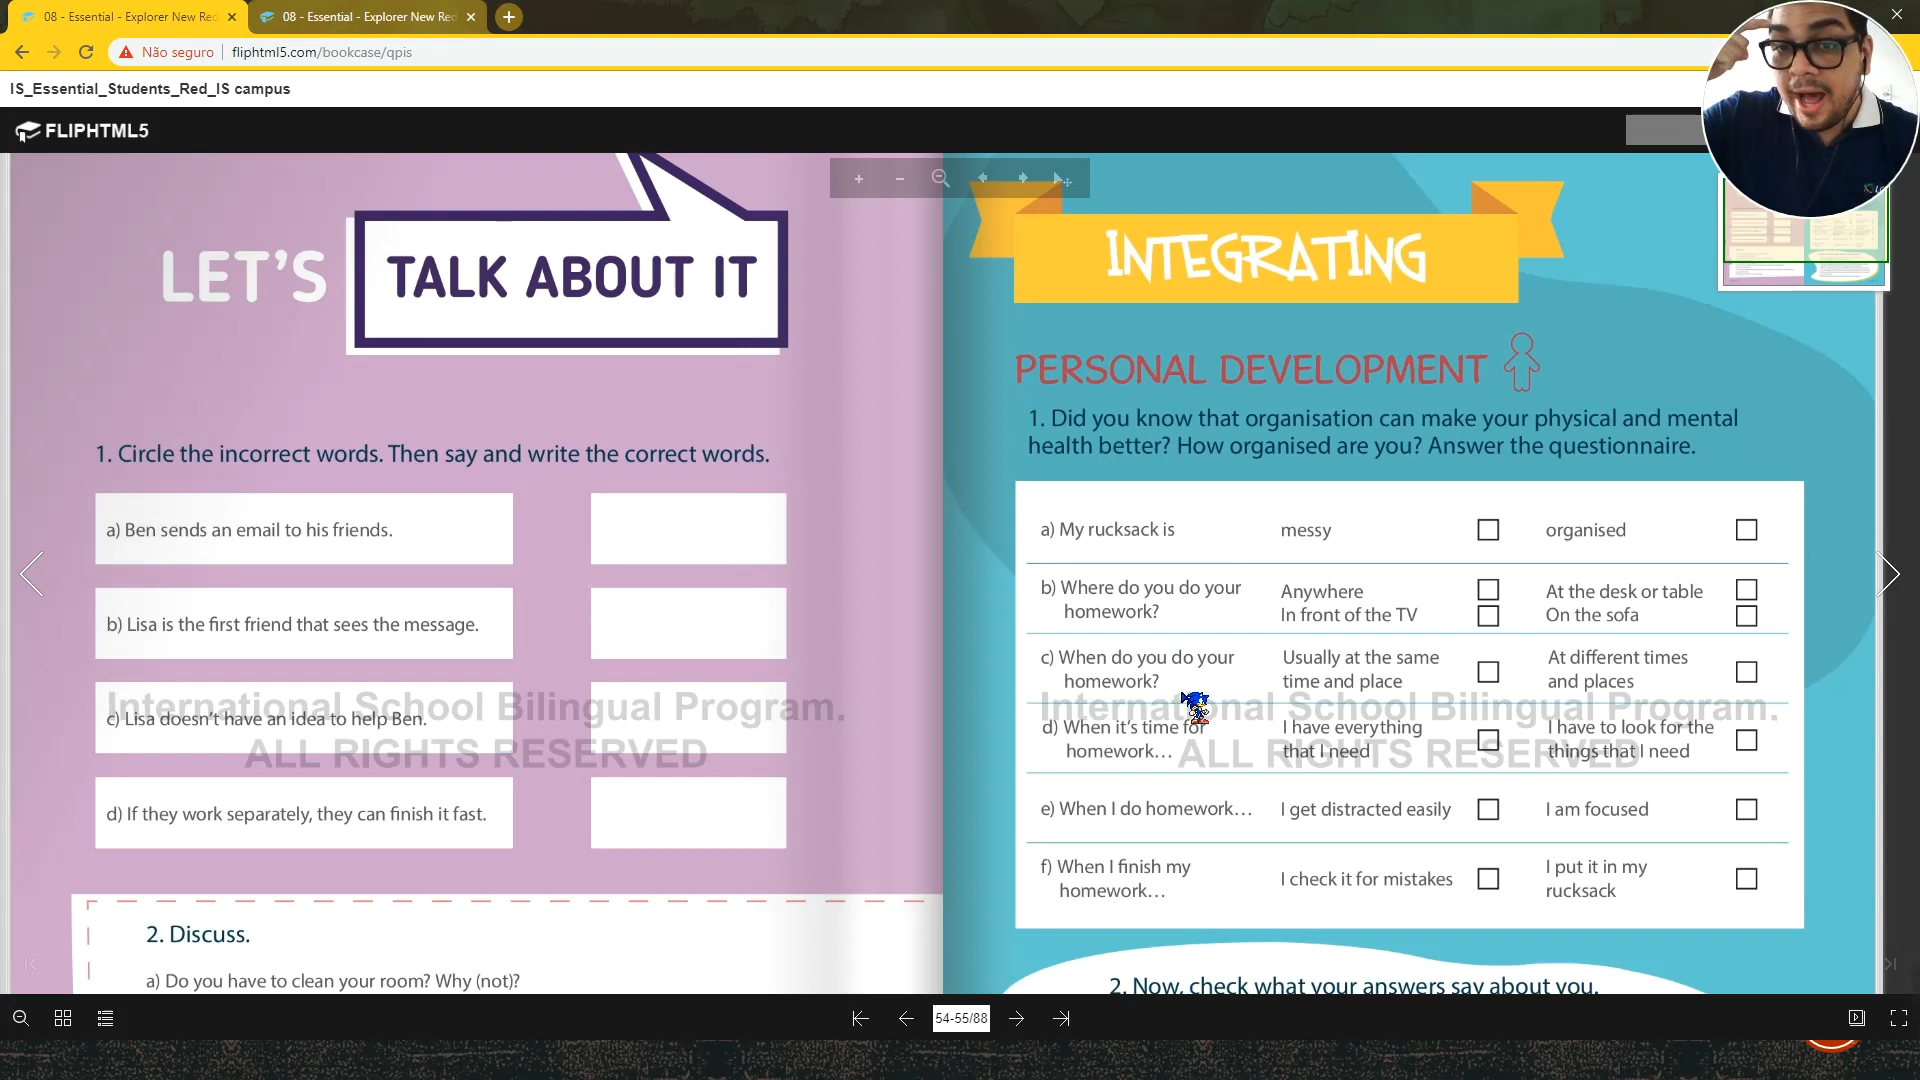 08 - Essential - Explorer New Red
08 - Essential - Explorer New Red
Não seguro
fliphtml5.com/bookcase/qpis
IS_Essential_Students_Red_IS campus
FLIPHTML5
LET'S
TALK ABOUT IT
1. Circle the incorrect words. Then say and write the correct words.
a) Ben sends an email to his friends.
b) Lisa is the first friend that sees the message.
c) Lisa doesn't have an idea to help Ben.
d) If they work separately, they can finish it fast.
International School Bilingual Program.
ALL RIGHTS RESERVED
2. Discuss.
a) Do you have to clean your room? Why (not)?
INTEGRATING
PERSONAL DEVELOPMENT
1. Did you know that organisation can make your physical and mental
health better? How organised are you? Answer the questionnaire.
a) My rucksack is messy organised
b) Where do you do your Anywhere At the desk or table
homework? In front of the TV On the sofa
c) When do you do your Usually at the same At different times
homework? time and place and places
International School Bilingual Program.
d) When it's time for I have everything I have to look for the
homework… that I need things that I need
ALL RIGHTS RESERVED
e) When I do homework… I get distracted easily I am focused
f) When I finish my I put it in my
homework… I check it for mistakes rucksack
2. Now, check what your answers say about you.
54-55/88